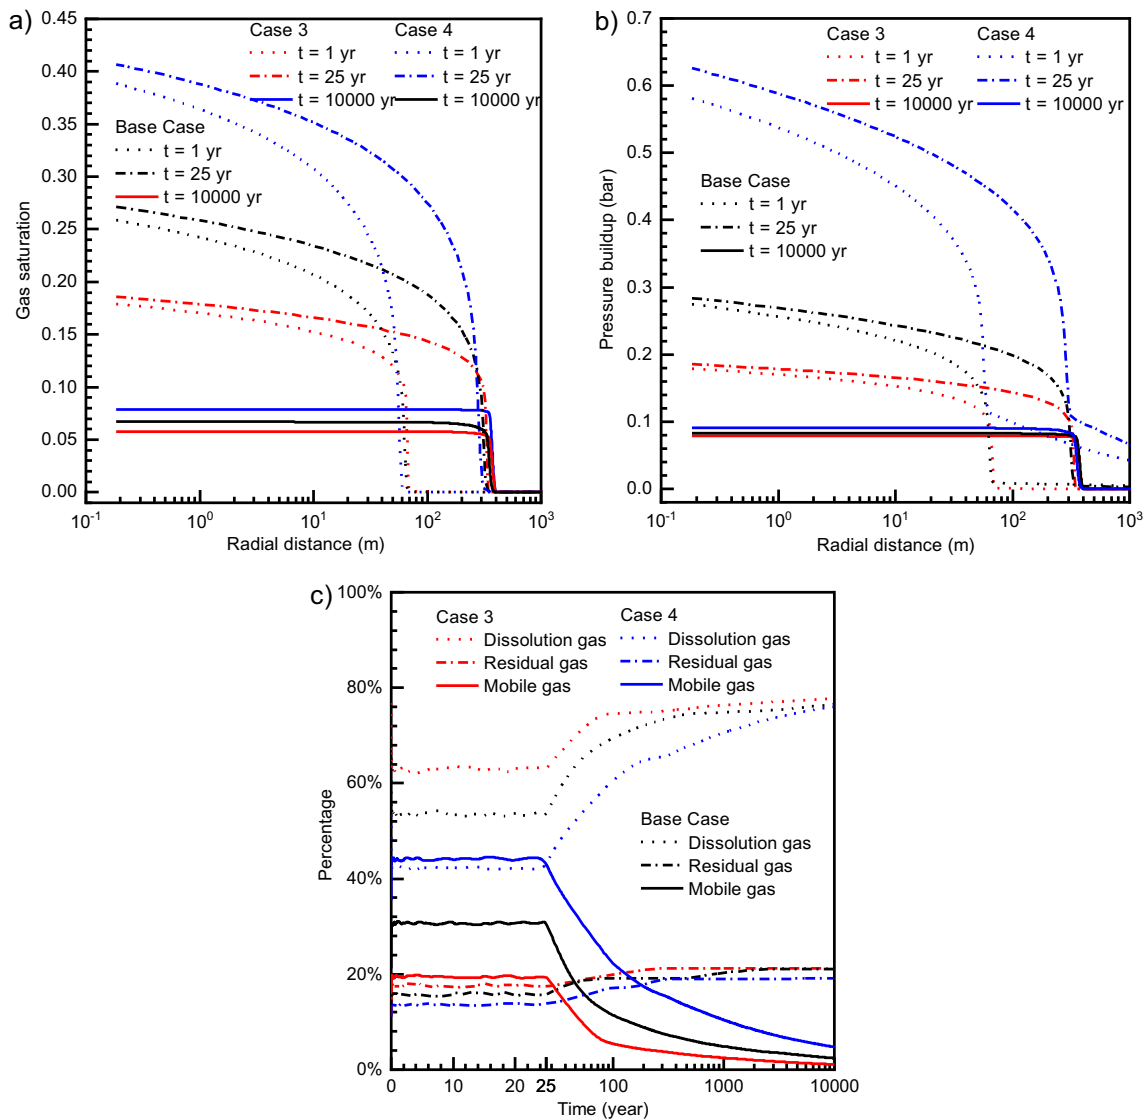 a)
Case 3
Case 4
t = 1 yr
t = 1 yr
t = 25 yr
t = 25 yr
t = 10000 yr
t = 10000 yr
Base Case
t = 1 yr
t = 25 yr
t = 10000 yr
Gas saturation
0.45
0.40
0.35
0.30
0.25
0.20
0.15
0.10
0.05
0.00
10-1
100
101
102
103
Radial distance (m)
b)
Case 3
Case 4
t = 1 yr
t = 1 yr
t = 25 yr
t = 25 yr
t = 10000 yr
t = 10000 yr
Base Case
t = 1 yr
t = 25 yr
t = 10000 yr
Pressure buildup (bar)
0.7
0.6
0.5
0.4
0.3
0.2
0.1
0.0
10-1
100
101
102
103
Radial distance (m)
c)
Case 3
Case 4
Dissolution gas
Dissolution gas
Residual gas
Residual gas
Mobile gas
Mobile gas
Base Case
Dissolution gas
Residual gas
Mobile gas
Percentage
100%
80%
60%
40%
20%
0%
0
10
20
25
100
1000
10000
Time (year)